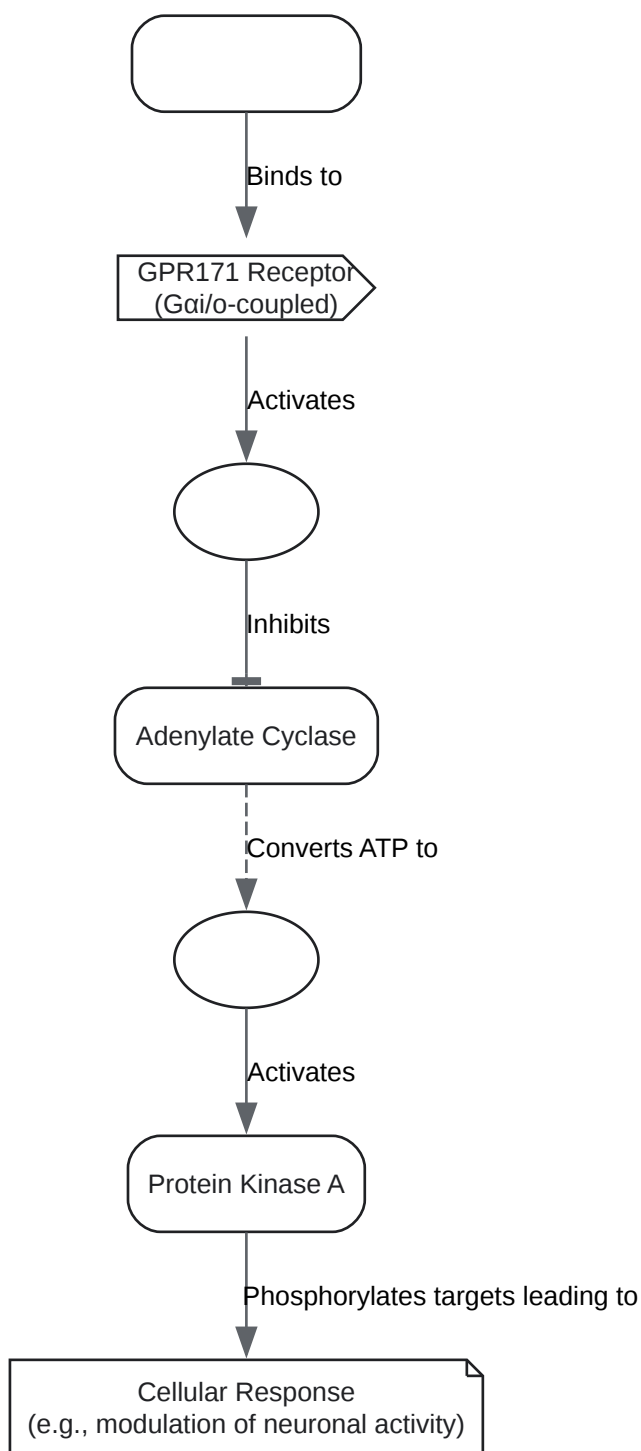 Binds to
GPR171 Receptor
(Gαi/o-coupled)
Activates
Inhibits
Adenylate Cyclase
Converts ATP to
Activates
Protein Kinase A
Phosphorylates targets leading to
Cellular Response
(e.g., modulation of neuronal activity)